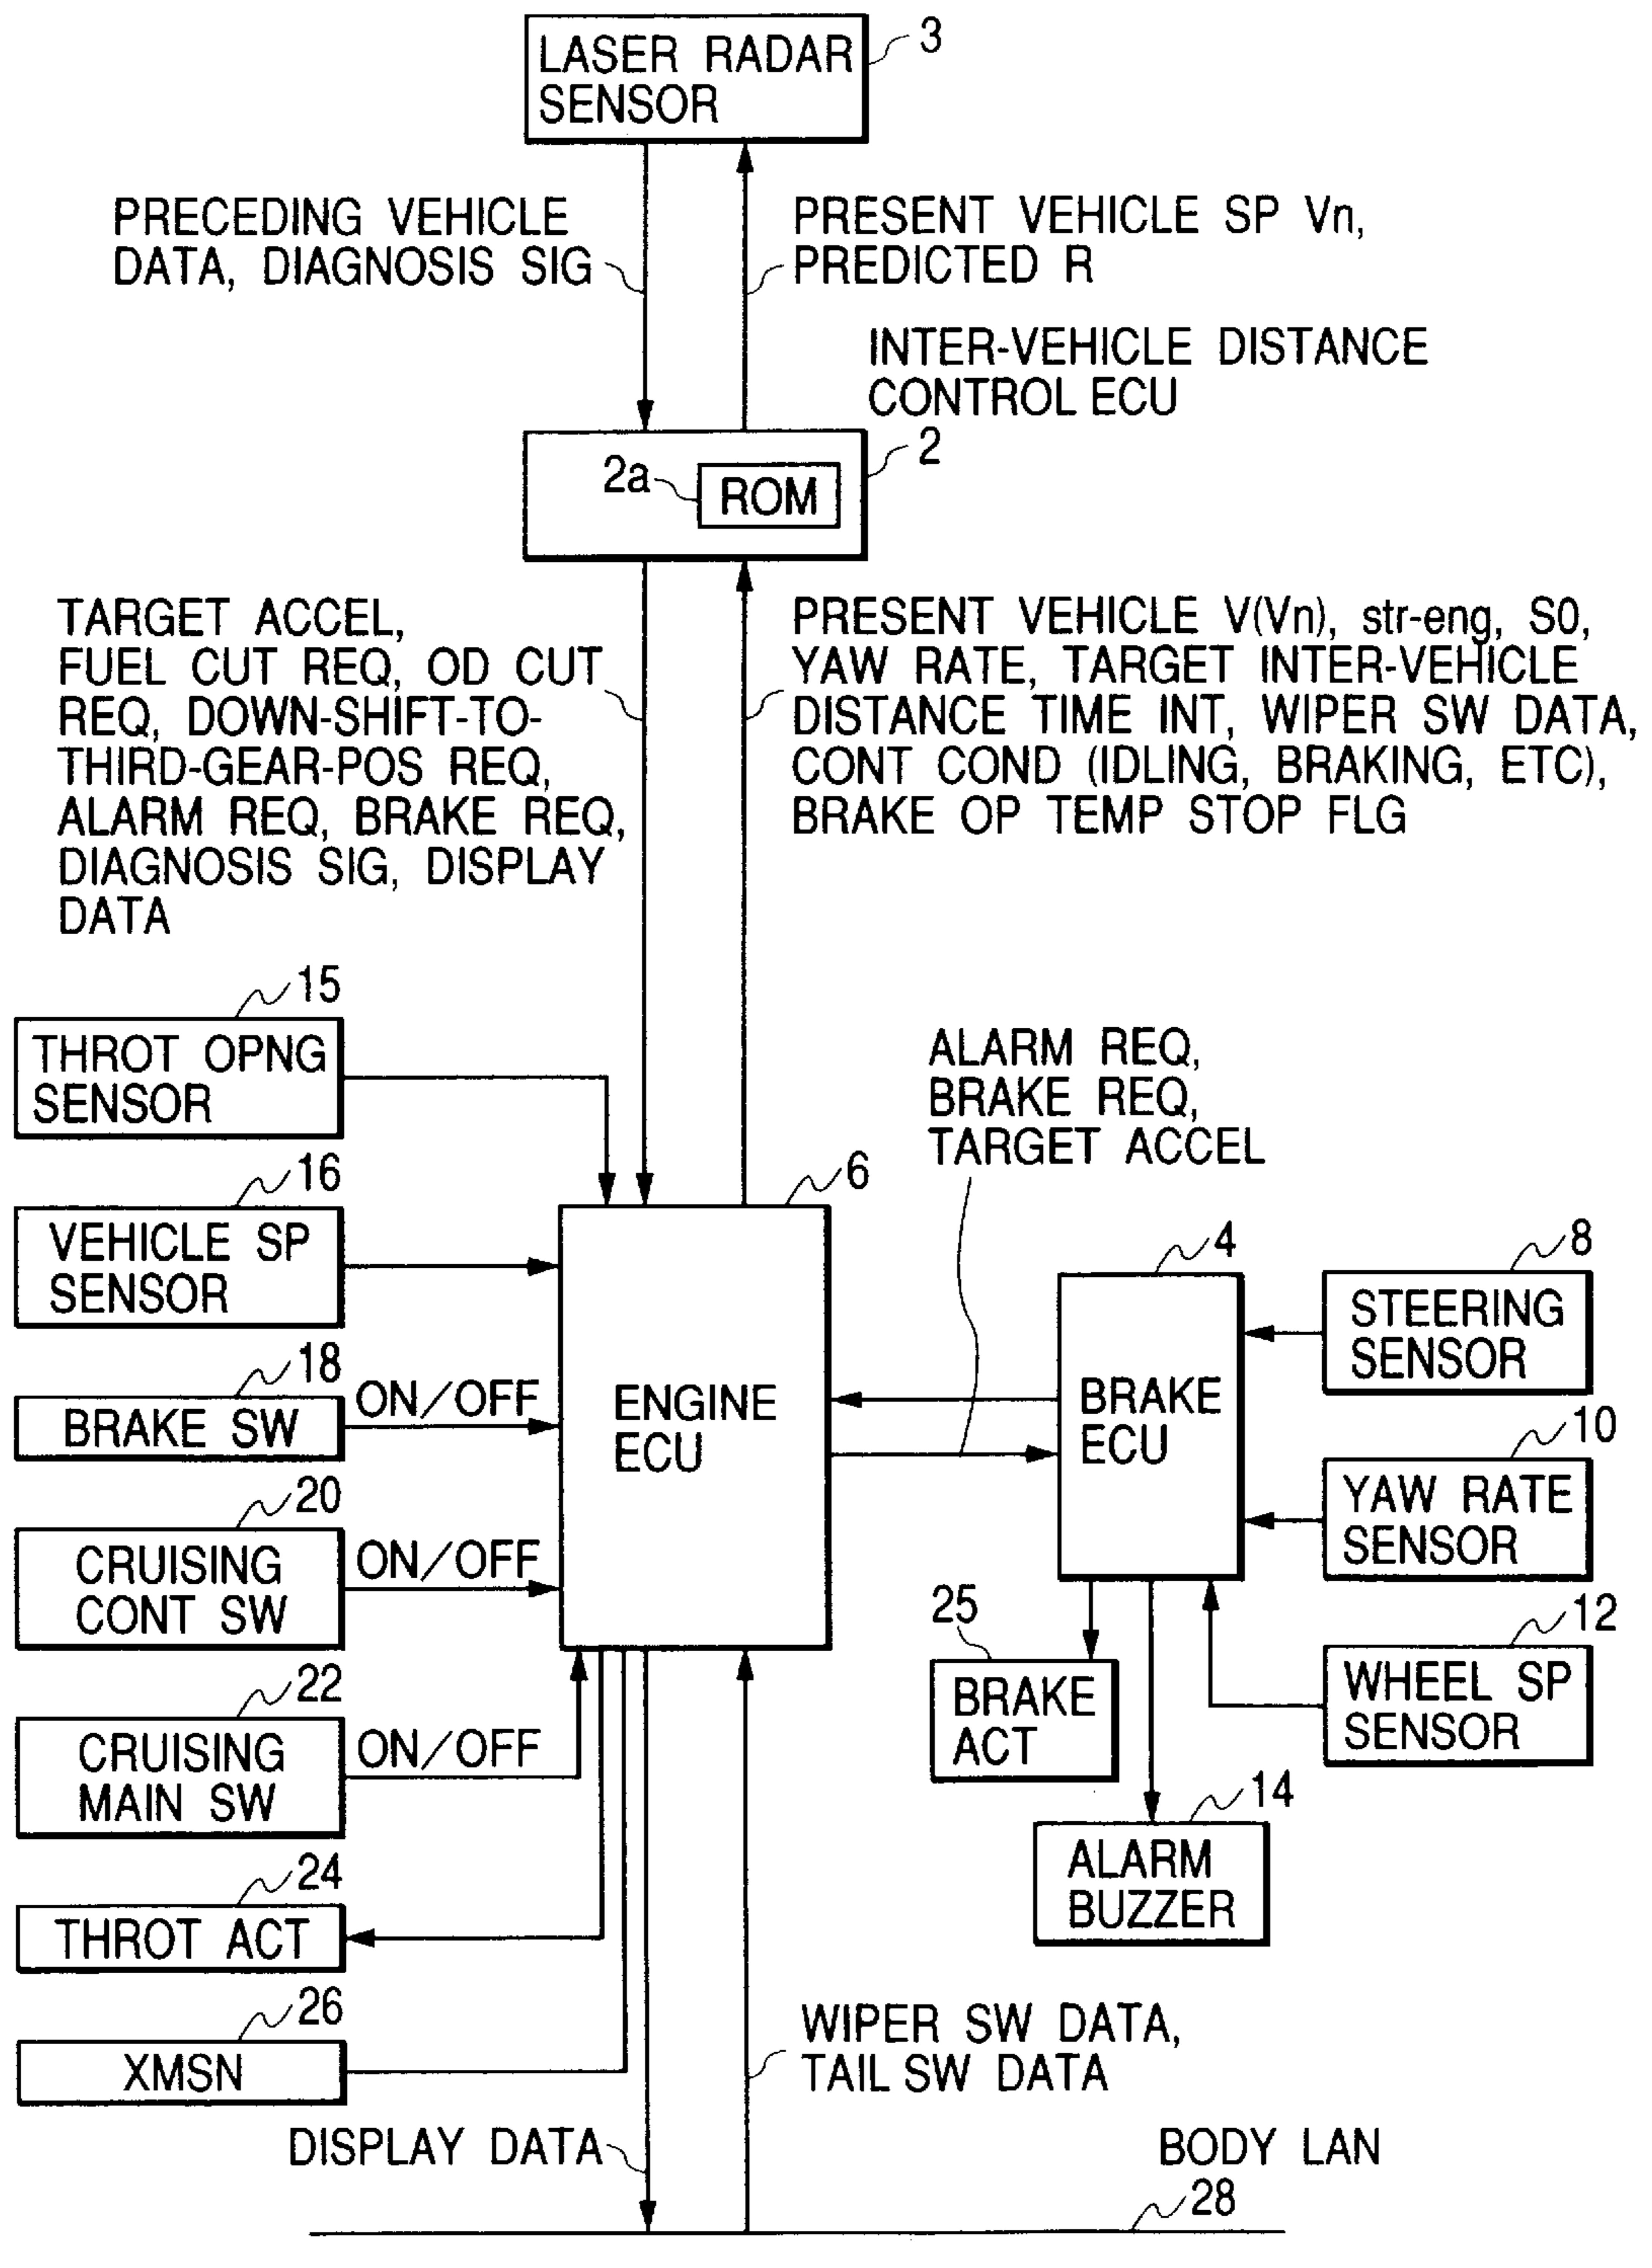 3
LASER RADAR
SENSOR
PRECEDING VEHICLE
DATA, DIAGNOSIS SIG
PRESENT VEHICLE SP Vn,
PREDICTED R
INTER-VEHICLE DISTANCE
CONTROL ECU
2
2a
ROM
TARGET ACCEL,
FUEL CUT REQ, OD CUT
REQ, DOWN-SHIFT-TO-
THIRD-GEAR-POS REQ,
ALARM REQ, BRAKE REQ,
DIAGNOSIS SIG, DISPLAY
DATA
PRESENT VEHICLE V(Vn), str-eng, S0,
YAW RATE, TARGET INTER-VEHICLE
DISTANCE TIME INT, WIPER SW DATA,
CONT COND (IDLING, BRAKING, ETC),
BRAKE OP TEMP STOP FLG
15
THROT OPNG
SENSOR
16
VEHICLE SP
SENSOR
18
BRAKE SW
ON/OFF
20
CRUISING
CONT SW
ON/OFF
22
CRUISING
MAIN SW
ON/OFF
24
THROT ACT
26
XMSN
6
ENGINE
ECU
ALARM REQ,
BRAKE REQ,
TARGET ACCEL
4
BRAKE
ECU
8
STEERING
SENSOR
10
YAW RATE
SENSOR
12
WHEEL SP
SENSOR
25
BRAKE
ACT
14
ALARM
BUZZER
WIPER SW DATA,
TAIL SW DATA
DISPLAY DATA
BODY LAN
28